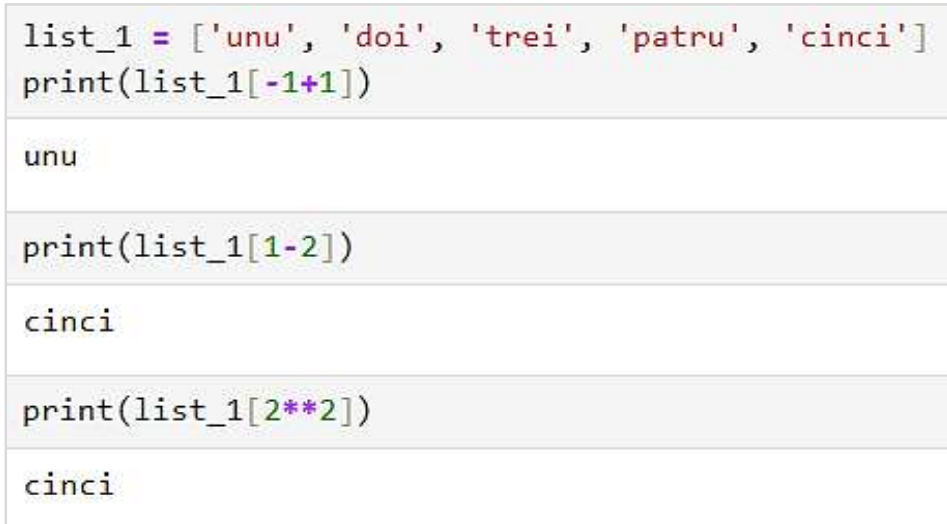 list_1 = ['unu', 'doi', 'trei', 'patru', 'cinci']
print(list_1[-1+1])
unu
print(list_1[1-2])
cinci
print(list_1[2**2])
cinci